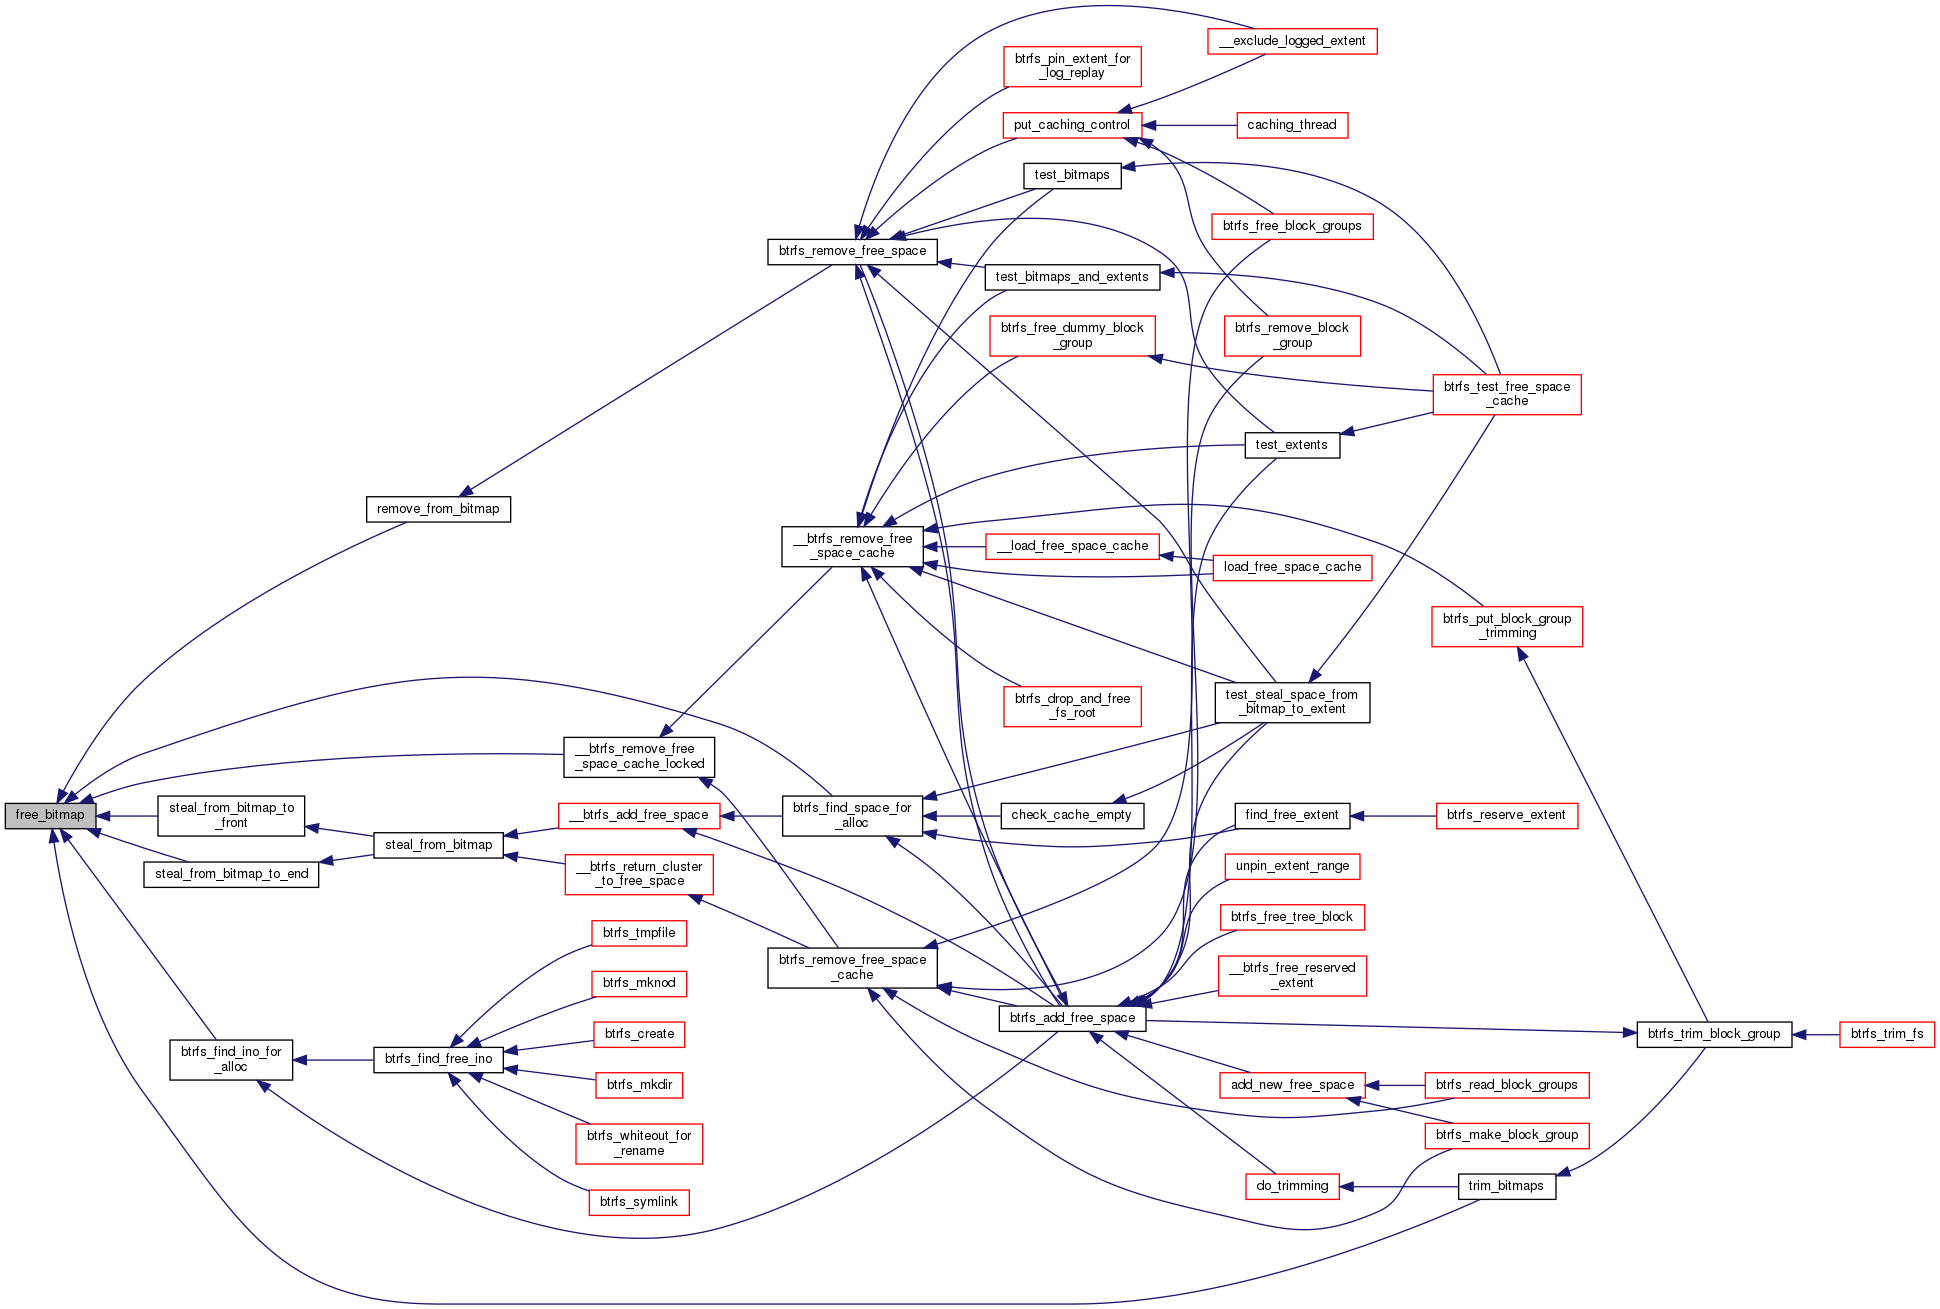 __exclude_logged_extent
btrfs_pin_extent_for
_log_replay
put_caching_control
caching_thread
test_bitmaps
btrfs_free_block_groups
btrfs_remove_free_space
test_bitmaps_and_extents
btrfs_free_dummy_block
_group
btrfs_remove_block
_group
btrfs_test_free_space
_cache
test_extents
remove_from_bitmap
__btrfs_remove_free
_space_cache
__load_free_space_cache
load_free_space_cache
btrfs_put_block_group
_trimming
btrfs_drop_and_free
_fs_root
test_steal_space_from
_bitmap_to_extent
__btrfs_remove_free
_space_cache_locked
free_bitmap
steal_from_bitmap_to
_front
steal_from_bitmap_to_end
steal_from_bitmap
__btrfs_add_free_space
__btrfs_return_cluster
_to_free_space
btrfs_find_space_for
_alloc
check_cache_empty
find_free_extent
btrfs_reserve_extent
unpin_extent_range
btrfs_free_tree_block
__btrfs_free_reserved
_extent
btrfs_tmpfile
btrfs_mknod
btrfs_create
btrfs_mkdir
btrfs_whiteout_for
_rename
btrfs_symlink
btrfs_find_ino_for
_alloc
btrfs_find_free_ino
btrfs_remove_free_space
_cache
btrfs_add_free_space
btrfs_trim_block_group
btrfs_trim_fs
add_new_free_space
btrfs_read_block_groups
btrfs_make_block_group
do_trimming
trim_bitmaps